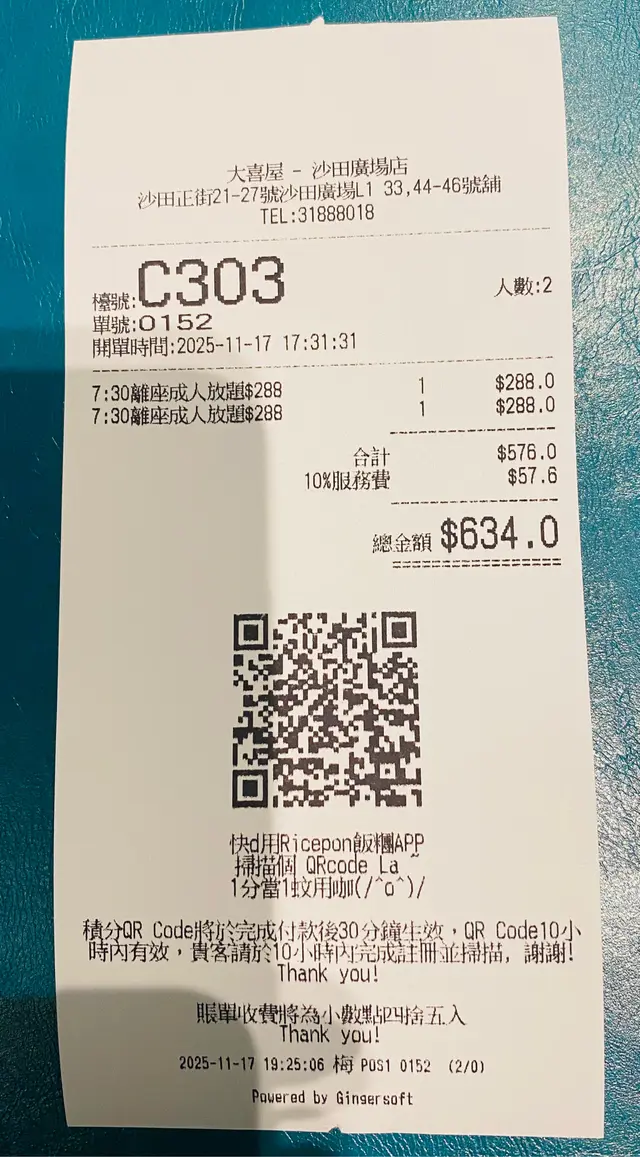 大喜屋 - 沙田廣場店
沙田正街21-27號沙田廣場L1 33,44-46號舖
TEL:31888018
檯號:C303 人數:2
單號:0152
開單時間:2025-11-17 17:31:31
7:30離座成人放題$288 1 $288.0
7:30離座成人放題$288 1 $288.0
合計 $576.0
10%服務費 $57.6
總金額 $634.0
快d用Ricepon飯糰APP
掃描個 QRcode La ~
1分當1蚊用咖(/^o^)/
積分QR Code將於完成付款後30分鐘生效，QR Code10小
時內有效，貴客請於10小時內完成註冊並掃描, 謝謝!
Thank you!
賬單收費將為小數點四捨五入
Thank you!
2025-11-17 19:25:06 梅 POS1 0152 (2/0)
Powered by Gingersoft